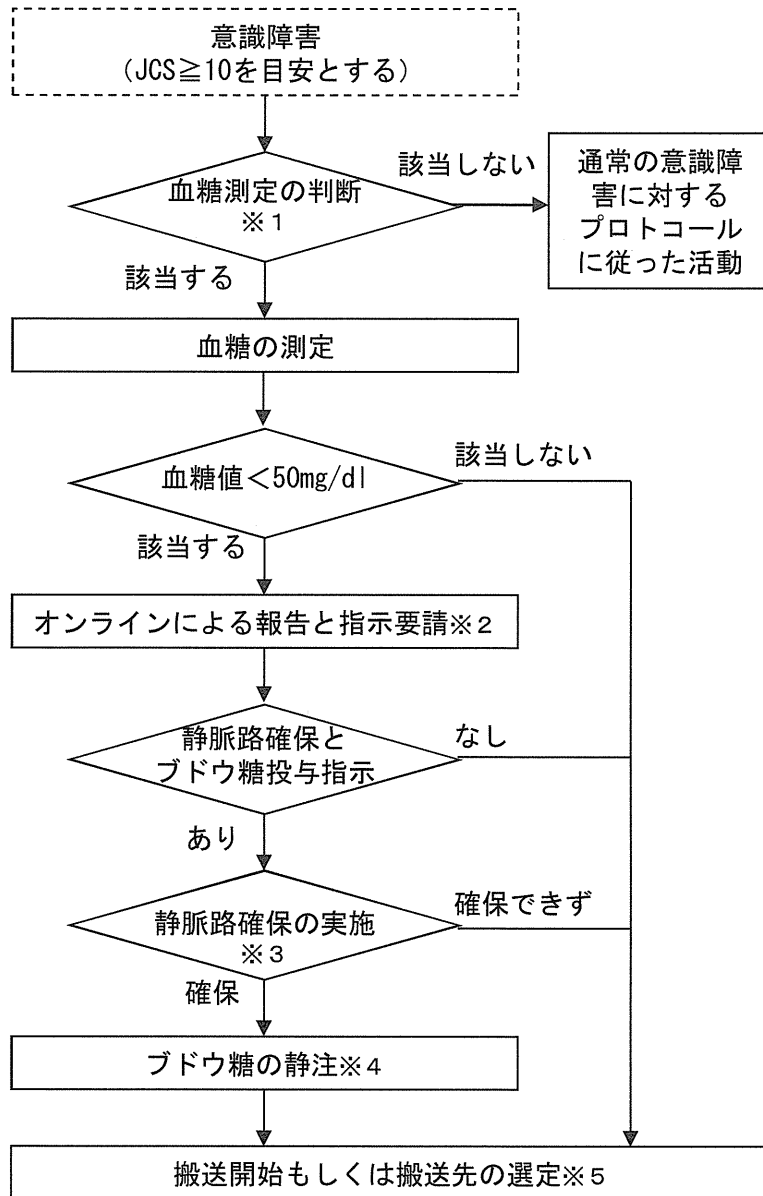 意識障害
（JCS≧10を目安とする）
該当しない
血糖測定の判断
※１
通常の意識障
害に対する
プロトコール
に従った活動
該当する
血糖の測定
血糖値＜50mg/dl
該当しない
該当する
オンラインによる報告と指示要請※２
静脈路確保と
ブドウ糖投与指示
なし
あり
静脈路確保の実施
※３
確保できず
確保
ブドウ糖の静注※４
搬送開始もしくは搬送先の選定※５